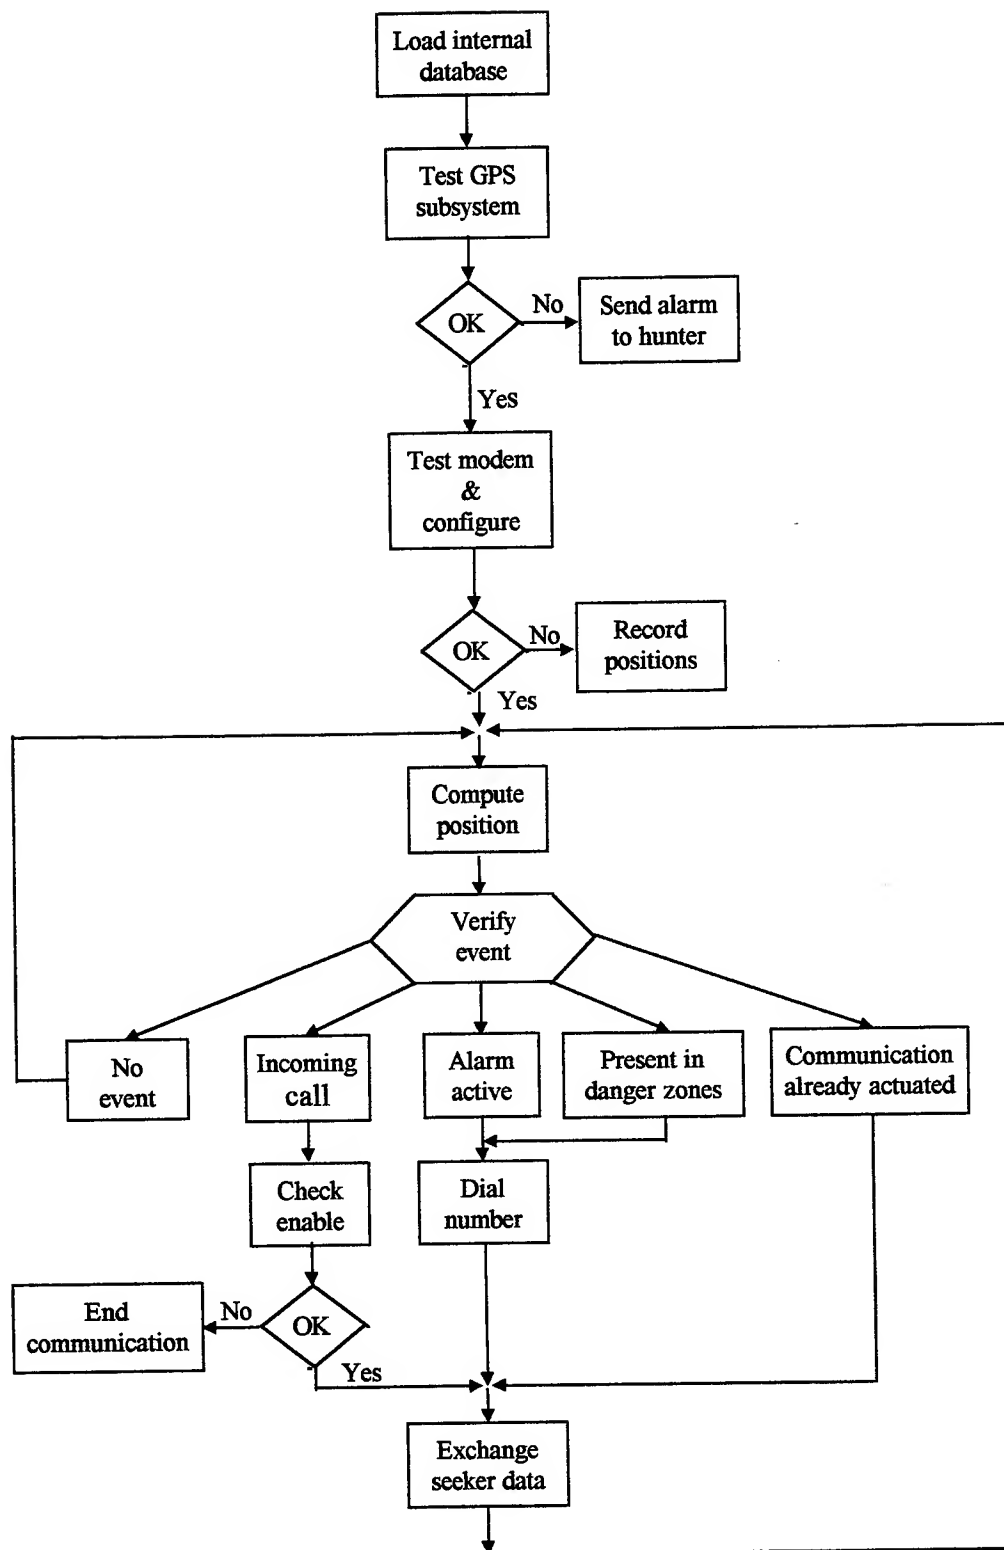 Load internal
database
Test GPS
subsystem
OK
No
Send alarm
to hunter
Yes
Test modem
&
configure
OK
No
Record
positions
Yes
Compute
position
Verify
event
No
event
Incoming
call
Alarm
active
Present in
danger zones
Communication
already actuated
Check
enable
Dial
number
End
communication
No
OK
Yes
Exchange
seeker data